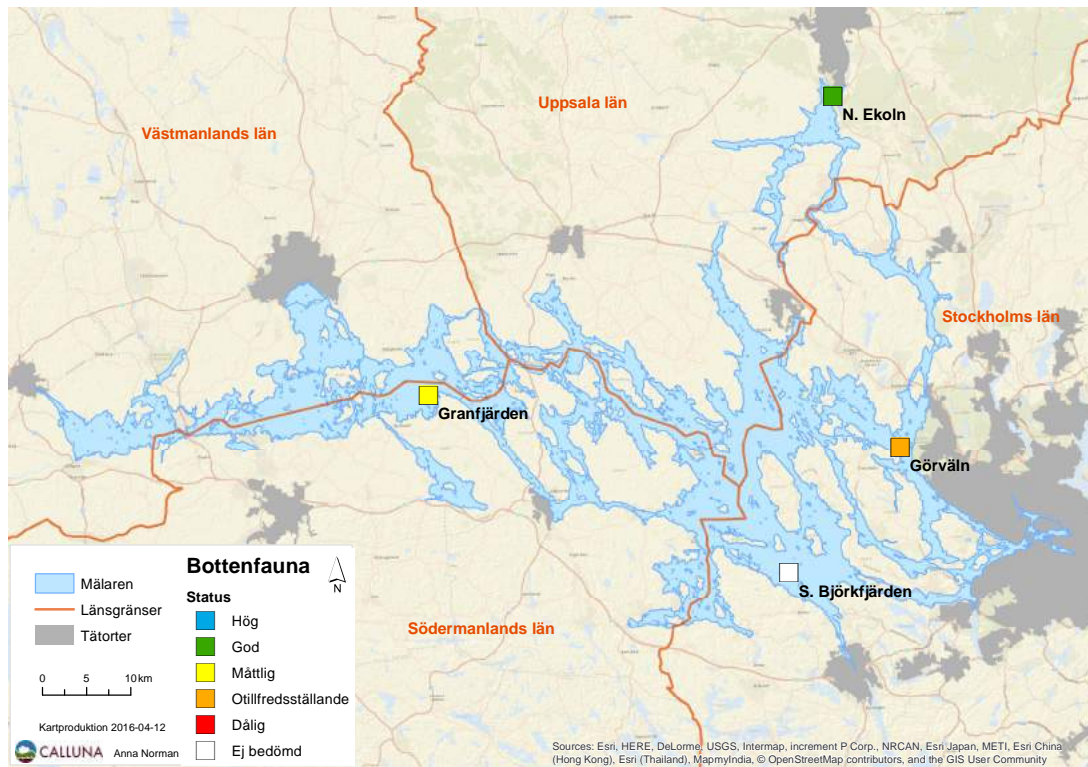 Uppsala län
N. Ekoln
Västmanlands län
Stockholms län
Granfjärden
Görväln
S. Björkfjärden
Södermanlands län
Bottenfauna
N
Mälaren
Länsgränser
Tätorter
Status
Hög
God
Måttlig
Otillfredsställande
Dålig
Ej bedömd
0 5 10 km
Kartproduktion 2016-04-12
CALLUNA Anna Norman
Sources: Esri, HERE, DeLorme, USGS, Intermap, increment P Corp., NRCAN, Esri Japan, METI, Esri China
(Hong Kong), Esri (Thailand), MapmyIndia, © OpenStreetMap contributors, and the GIS User Community